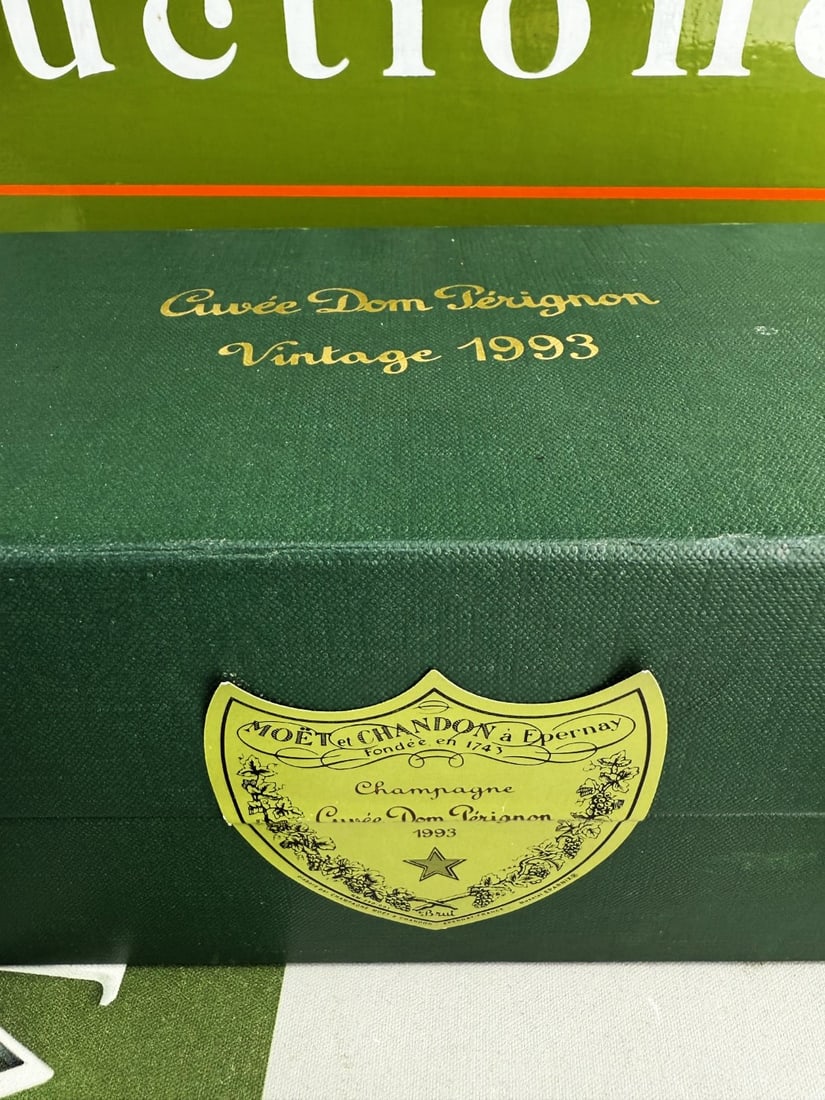 uctiona
Cuvée Dom Pérignon
Vintage 1993
MOËT et CHANDON à Epernay
Fondée en 1743
Champagne
Cuvée Dom Pérignon
1993
Brut